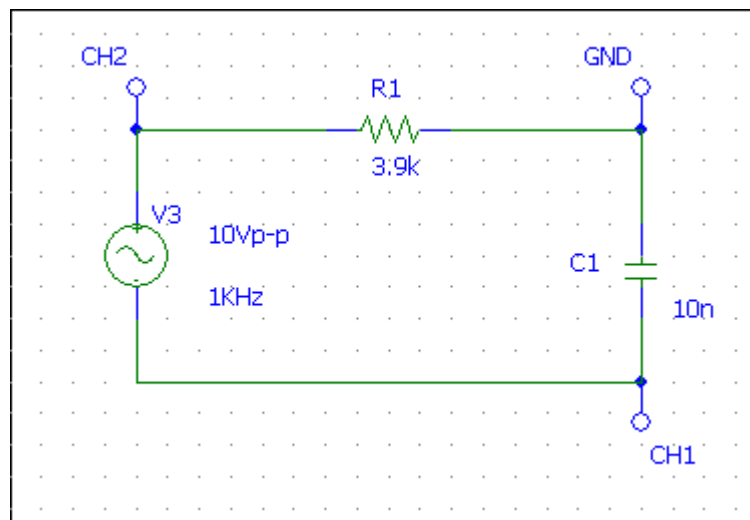 CH2
GND
R1
3.9k
V3
10Vp-p
1KHz
C1
10n
CH1